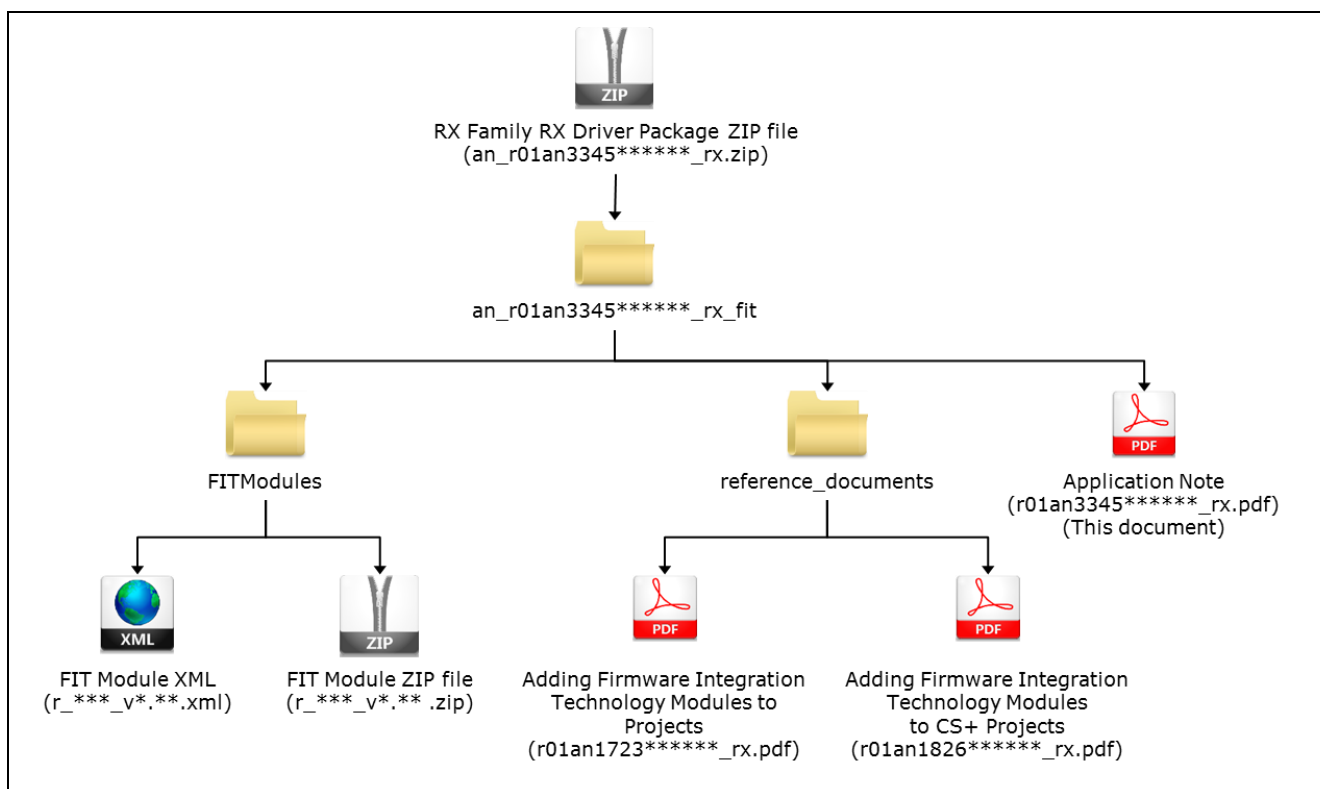 ZIP
RX Family RX Driver Package ZIP file
(an_r01an3345******_rx.zip)
an_r01an3345******_rx_fit
FITModules
reference_documents
PDF
Application Note
(r01an3345******_rx.pdf)
(This document)
XML
FIT Module XML
(r_***_v*.**.xml)
ZIP
FIT Module ZIP file
(r_***_v*.** .zip)
PDF
Adding Firmware Integration
Technology Modules to
Projects
(r01an1723******_rx.pdf)
PDF
Adding Firmware Integration
Technology Modules
to CS+ Projects
(r01an1826******_rx.pdf)